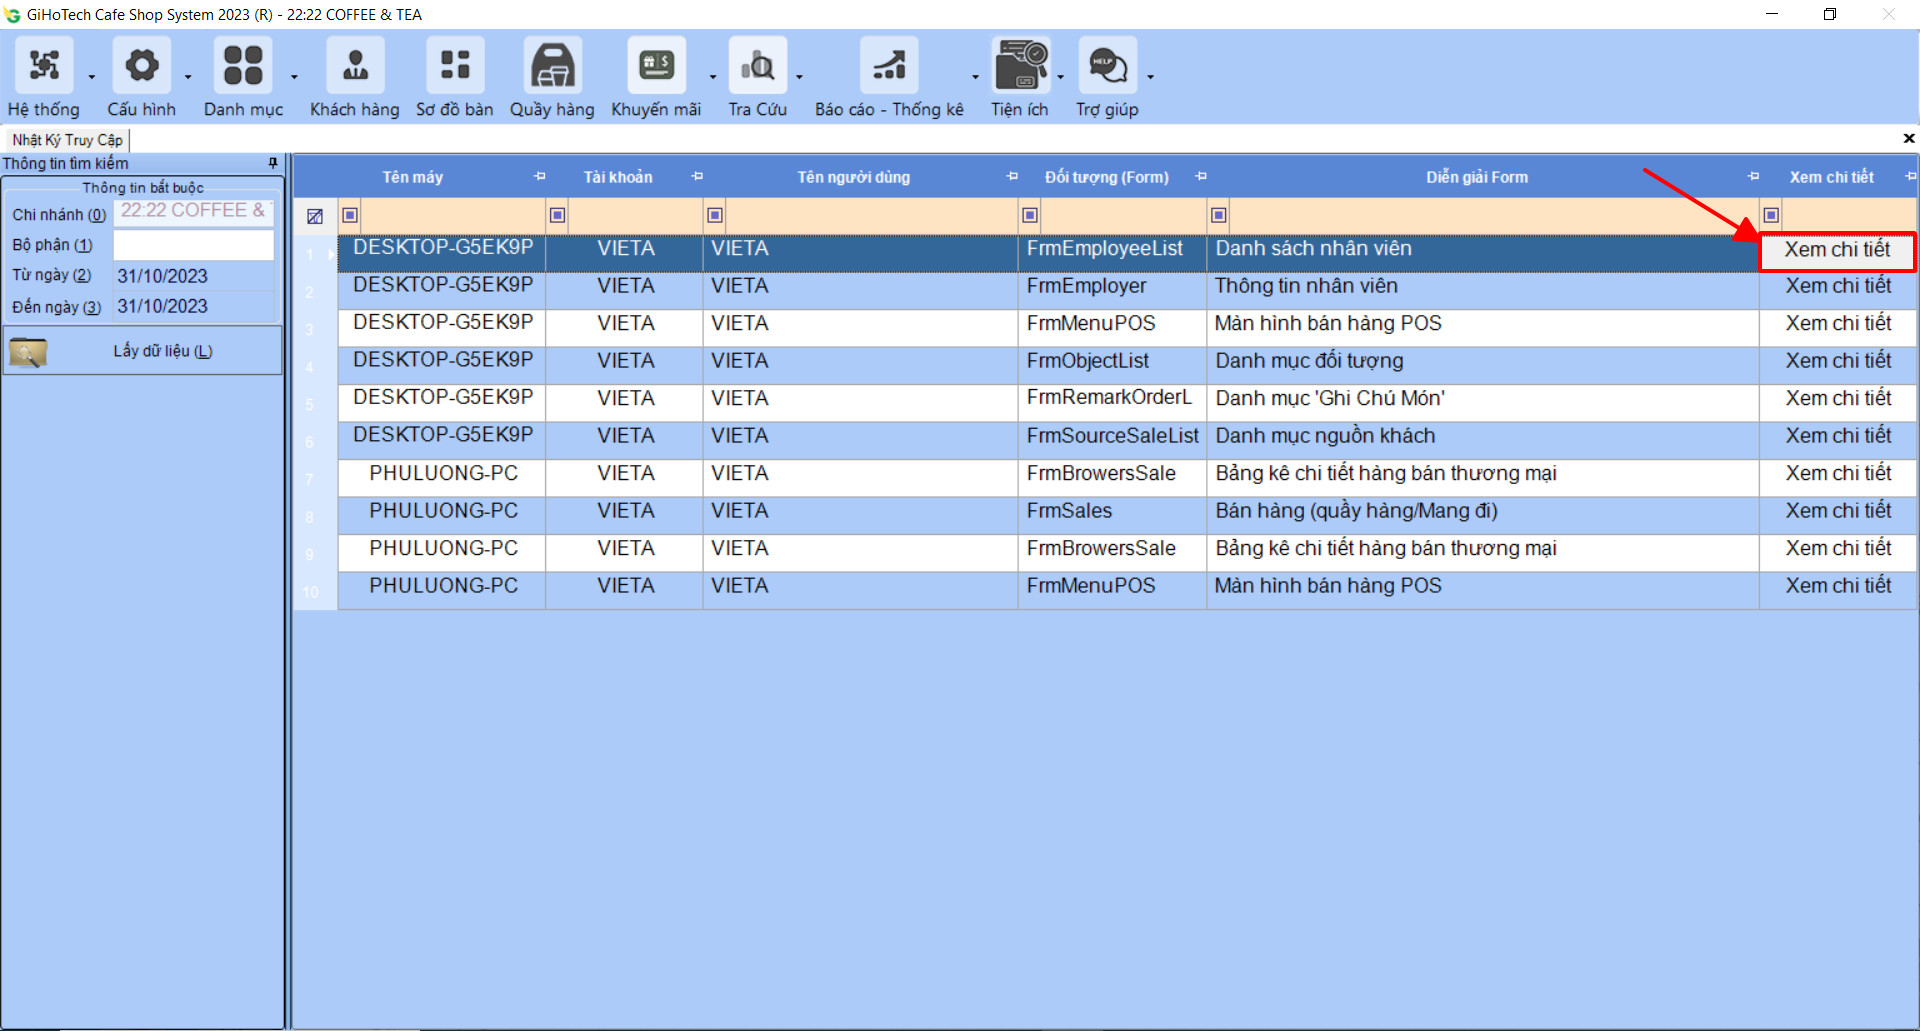 GiHoTech Cafe Shop System 2023 (R) - 22:22 COFFEE & TEA
Hệ thống Cấu hình Danh mục Khách hàng Sơ đồ bàn Quầy hàng Khuyến mãi Tra Cứu Báo cáo - Thống kê Tiện ích Trợ giúp
HELP
Nhật Ký Truy Cập
Thông tin tìm kiếm
Thông tin bắt buộc
Chi nhánh (0) 22:22 COFFEE &
Bộ phận (1)
Từ ngày (2) 31/10/2023
Đến ngày (3) 31/10/2023
Lấy dữ liệu (L)
Tên máy Tài khoản Tên người dùng Đối tượng (Form) Diễn giải Form Xem chi tiết
1 DESKTOP-G5EK9P VIETA VIETA FrmEmployeeList Danh sách nhân viên Xem chi tiết
2 DESKTOP-G5EK9P VIETA VIETA FrmEmployer Thông tin nhân viên Xem chi tiết
3 DESKTOP-G5EK9P VIETA VIETA FrmMenuPOS Màn hình bán hàng POS Xem chi tiết
4 DESKTOP-G5EK9P VIETA VIETA FrmObjectList Danh mục đối tượng Xem chi tiết
5 DESKTOP-G5EK9P VIETA VIETA FrmRemarkOrderL Danh mục 'Ghi Chú Món' Xem chi tiết
6 DESKTOP-G5EK9P VIETA VIETA FrmSourceSaleList Danh mục nguồn khách Xem chi tiết
7 PHULUONG-PC VIETA VIETA FrmBrowersSale Bảng kê chi tiết hàng bán thương mại Xem chi tiết
8 PHULUONG-PC VIETA VIETA FrmSales Bán hàng (quầy hàng/Mang đi) Xem chi tiết
9 PHULUONG-PC VIETA VIETA FrmBrowersSale Bảng kê chi tiết hàng bán thương mại Xem chi tiết
10 PHULUONG-PC VIETA VIETA FrmMenuPOS Màn hình bán hàng POS Xem chi tiết